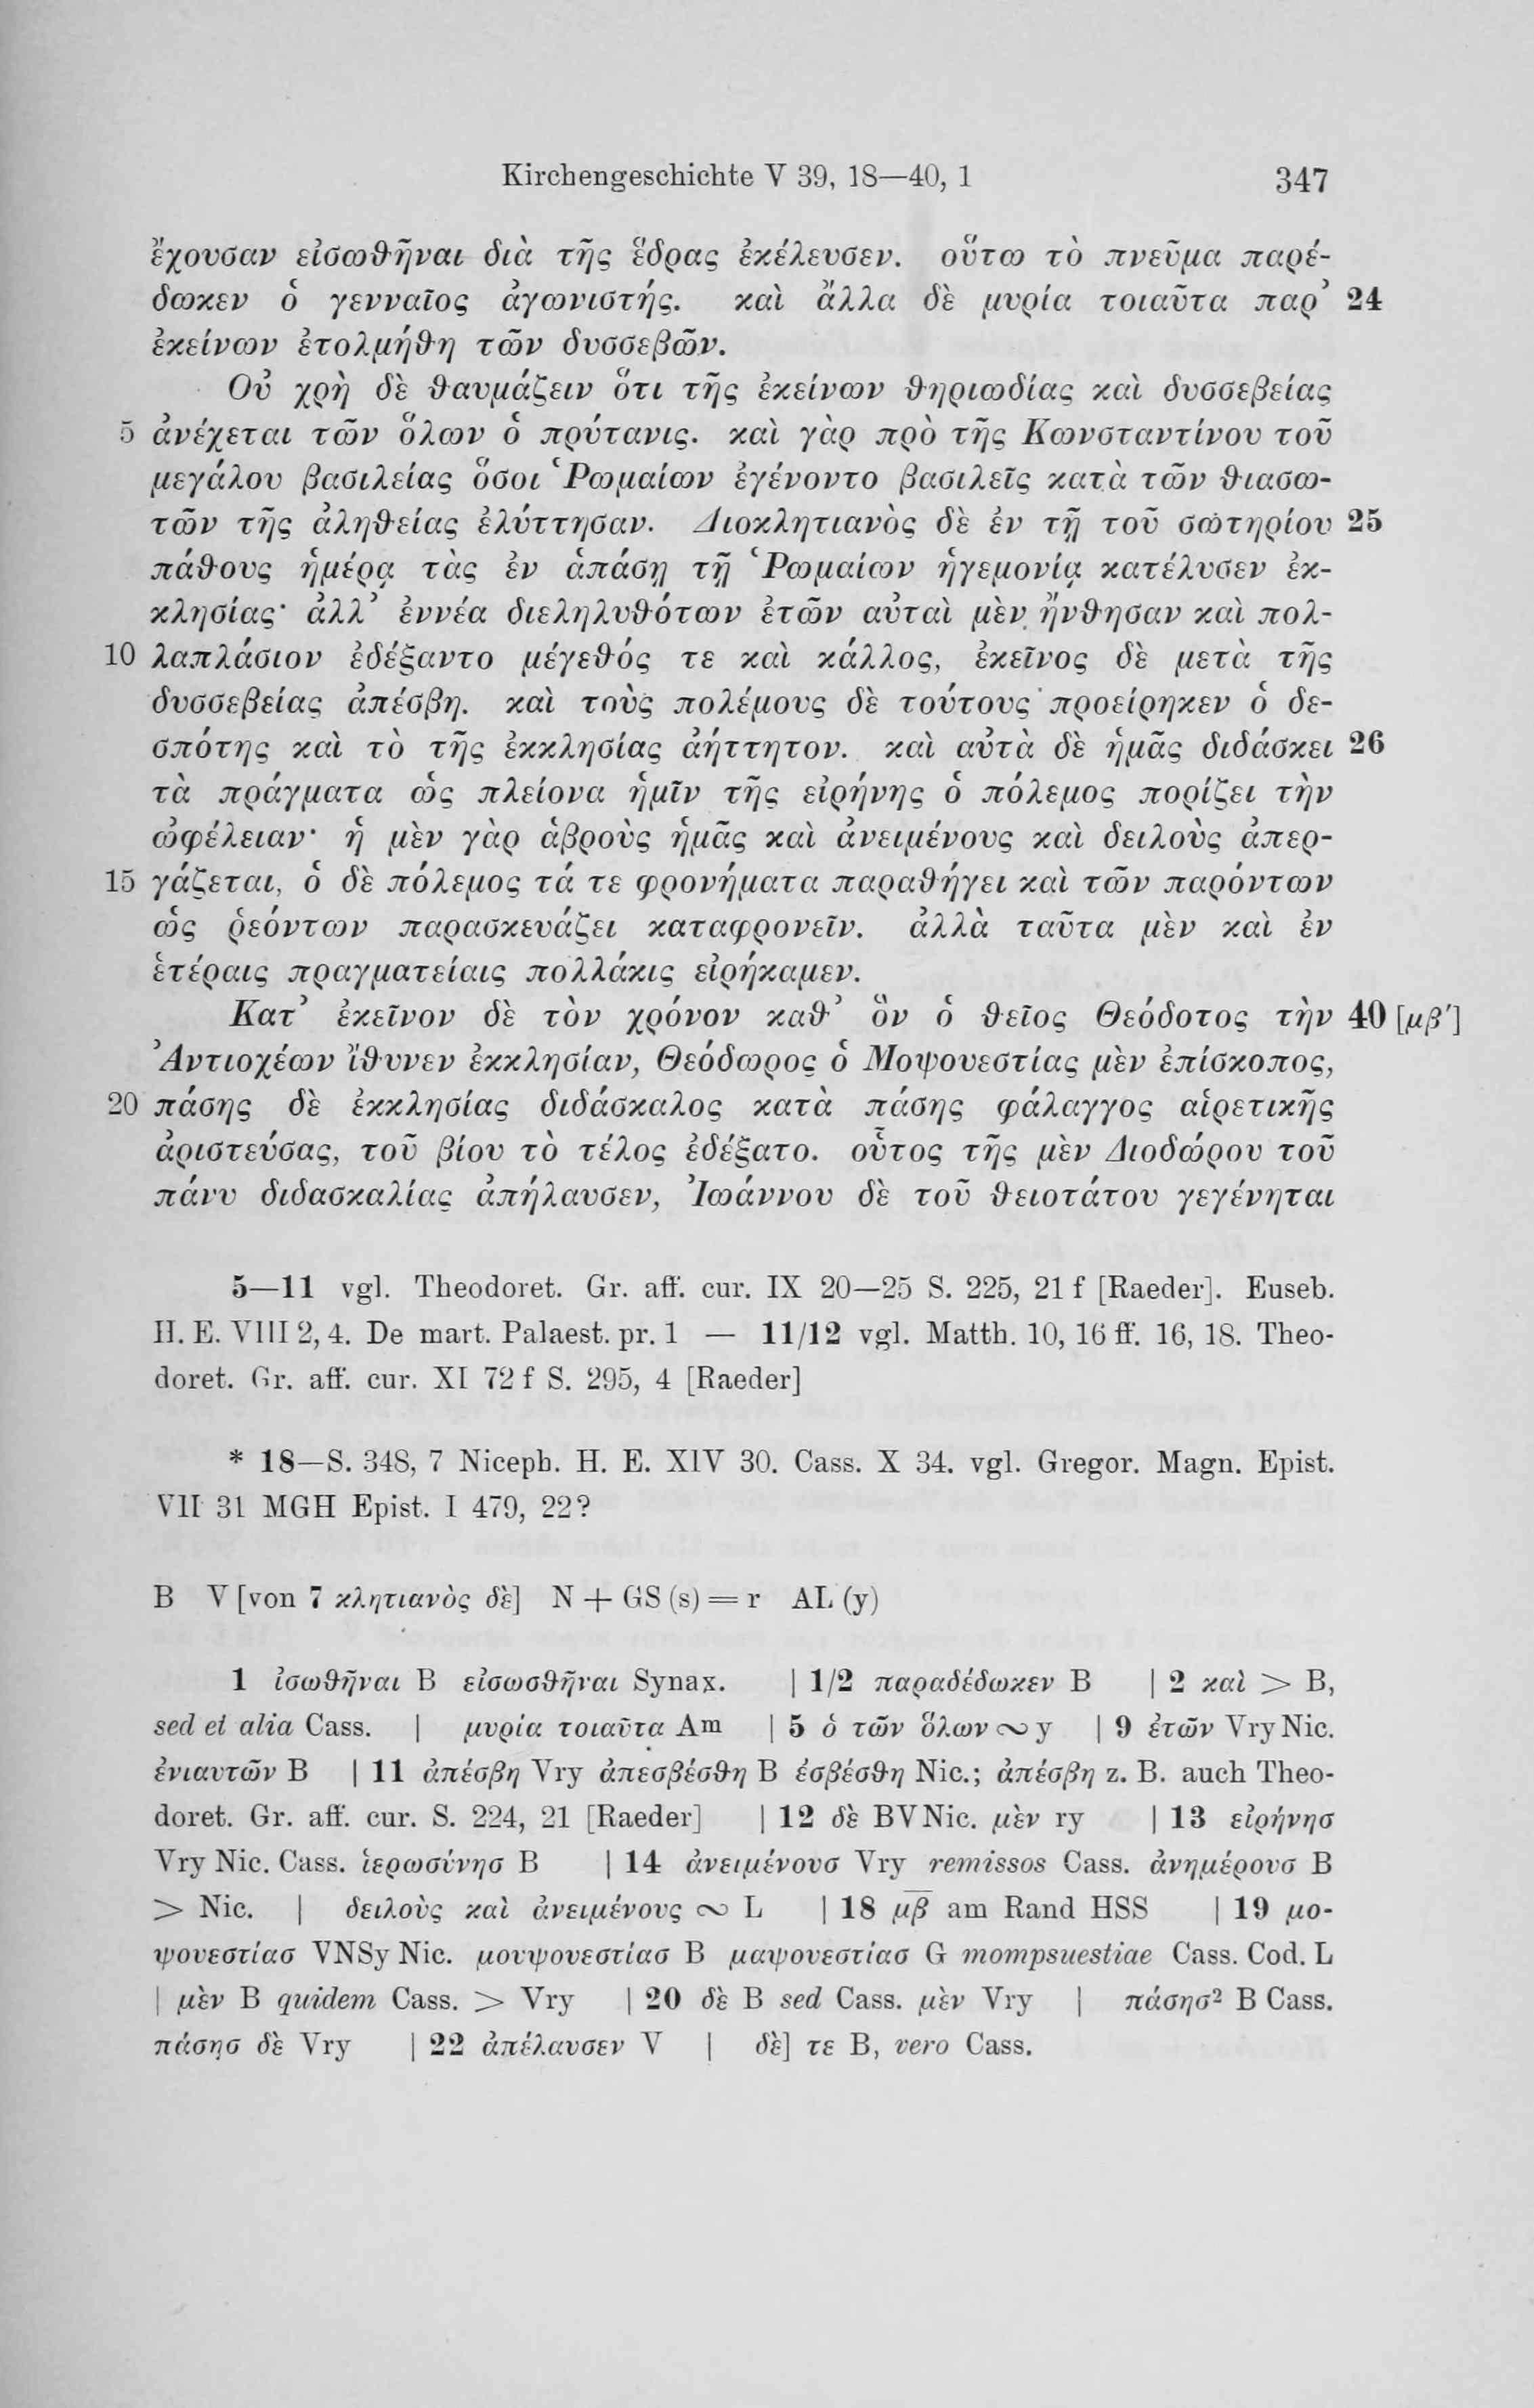 Kirchengeschichte V 39, 18—40, 1 347
ἔχουσαν εἰσωθῆναι διὰ τῆς ἕδρας ἐκέλευσεν. οὕτω τὸ πνεῦμα παρέ-
δωκεν ὁ γενναῖος ἀγωνιστής. καὶ ἄλλα δὲ μυρία τοιαῦτα παρ’ 24
ἐκείνων ἐτολμήθη τῶν δυσσεβῶν.
Οὐ χρὴ δὲ θαυμάζειν ὅτι τῆς ἐκείνων θηριωδίας καὶ δυσσεβείας
5 ἀνέχεται τῶν ὅλων ὁ πρύτανις. καὶ γὰρ πρὸ τῆς Κωνσταντίνου τοῦ
μεγάλου βασιλείας ὅσοι Ῥωμαίων ἐγένοντο βασιλεῖς κατὰ τῶν θιασω-
τῶν τῆς ἀληθείας ἐλύττησαν. Διοκλητιανὸς δὲ ἐν τῇ τοῦ σωτηρίου 25
πάθους ἡμέρᾳ τὰς ἐν ἁπάσῃ τῇ Ῥωμαίων ἡγεμονίᾳ κατέλυσεν ἐκ-
κλησίας· ἀλλ’ ἐννέα διεληλυθότων ἐτῶν αὐταὶ μὲν ἤνθησαν καὶ πολ-
10 λαπλάσιον ἐδέξαντο μέγεθός τε καὶ κάλλος, ἐκεῖνος δὲ μετὰ τῆς
δυσσεβείας ἀπέσβη. καὶ τοὺς πολέμους δὲ τούτους προείρηκεν ὁ δε-
σπότης καὶ τὸ τῆς ἐκκλησίας ἀήττητον. καὶ αὐτὰ δὲ ἡμᾶς διδάσκει 26
τὰ πράγματα ὡς πλείονα ἡμῖν τῆς εἰρήνης ὁ πόλεμος πορίζει τὴν
ὠφέλειαν· ἡ μὲν γὰρ ἁβροὺς ἡμᾶς καὶ ἀνειμένους καὶ δειλοὺς ἀπερ-
15 γάζεται, ὁ δὲ πόλεμος τά τε φρονήματα παραθήγει καὶ τῶν παρόντων
ὡς ῥεόντων παρασκευάζει καταφρονεῖν. ἀλλὰ ταῦτα μὲν καὶ ἐν
ἑτέραις πραγματείαις πολλάκις εἰρήκαμεν.
Κατ’ ἐκεῖνον δὲ τὸν χρόνον καθ’ ὃν ὁ θεῖος Θεόδοτος τὴν 40 [μβ′]
Ἀντιοχέων ἴθυνεν ἐκκλησίαν, Θεόδωρος ὁ Μοψουεστίας μὲν ἐπίσκοπος,
20 πάσης δὲ ἐκκλησίας διδάσκαλος κατὰ πάσης φάλαγγος αἱρετικῆς
ἀριστεύσας, τοῦ βίου τὸ τέλος ἐδέξατο. οὗτος τῆς μὲν Διοδώρου τοῦ
πάνυ διδασκαλίας ἀπήλαυσεν, Ἰωάννου δὲ τοῦ θειοτάτου γεγένηται
5—11 vgl. Theodoret. Gr. aff. cur. IX 20—25 S. 225, 21 f [Raeder]. Euseb.
H. E. VIII 2, 4. De mart. Palaest. pr. 1 — 11/12 vgl. Matth. 10, 16 ff. 16, 18. Theo-
doret. Gr. aff. cur. XI 72 f S. 295, 4 [Raeder]
* 18—S. 348, 7 Niceph. H. E. XIV 30. Cass. X 34. vgl. Gregor. Magn. Epist.
VII 31 MGH Epist. I 479, 22?
B V [von 7 κλητιανὸς δὲ] N + GS (s) = r AL (y)
1 ἰσωθῆναι B εἰσωσθῆναι Synax. | 1/2 παραδέδωκεν B | 2 καὶ > B,
sed et alia Cass. | μυρία τοιαῦτα Am | 5 ὁ τῶν ὅλων ∾ y | 9 ἐτῶν Vry Nic.
ἐνιαυτῶν B | 11 ἀπέσβη Vry ἀπεσβέσθη B ἐσβέσθη Nic.; ἀπέσβη z. B. auch Theo-
doret. Gr. aff. cur. S. 224, 21 [Raeder] | 12 δὲ BV Nic. μὲν ry | 13 εἰρήνησ
Vry Nic. Cass. ἱερωσύνησ B | 14 ἀνειμένουσ Vry remissos Cass. ἀνημέρουσ B
> Nic. | δειλοὺς καὶ ἀνειμένους ∾ L | 18 μβ am Rand HSS | 19 μο-
ψουεστίασ VNSy Nic. μουψουεστίασ B μαψουεστίασ G mompsuestiae Cass. Cod. L
| μὲν B quidem Cass. > Vry | 20 δὲ B sed Cass. μὲν Vry | πάσησ² B Cass.
πάσησ δὲ Vry | 22 ἀπέλαυσεν V | δὲ] τε B, vero Cass.